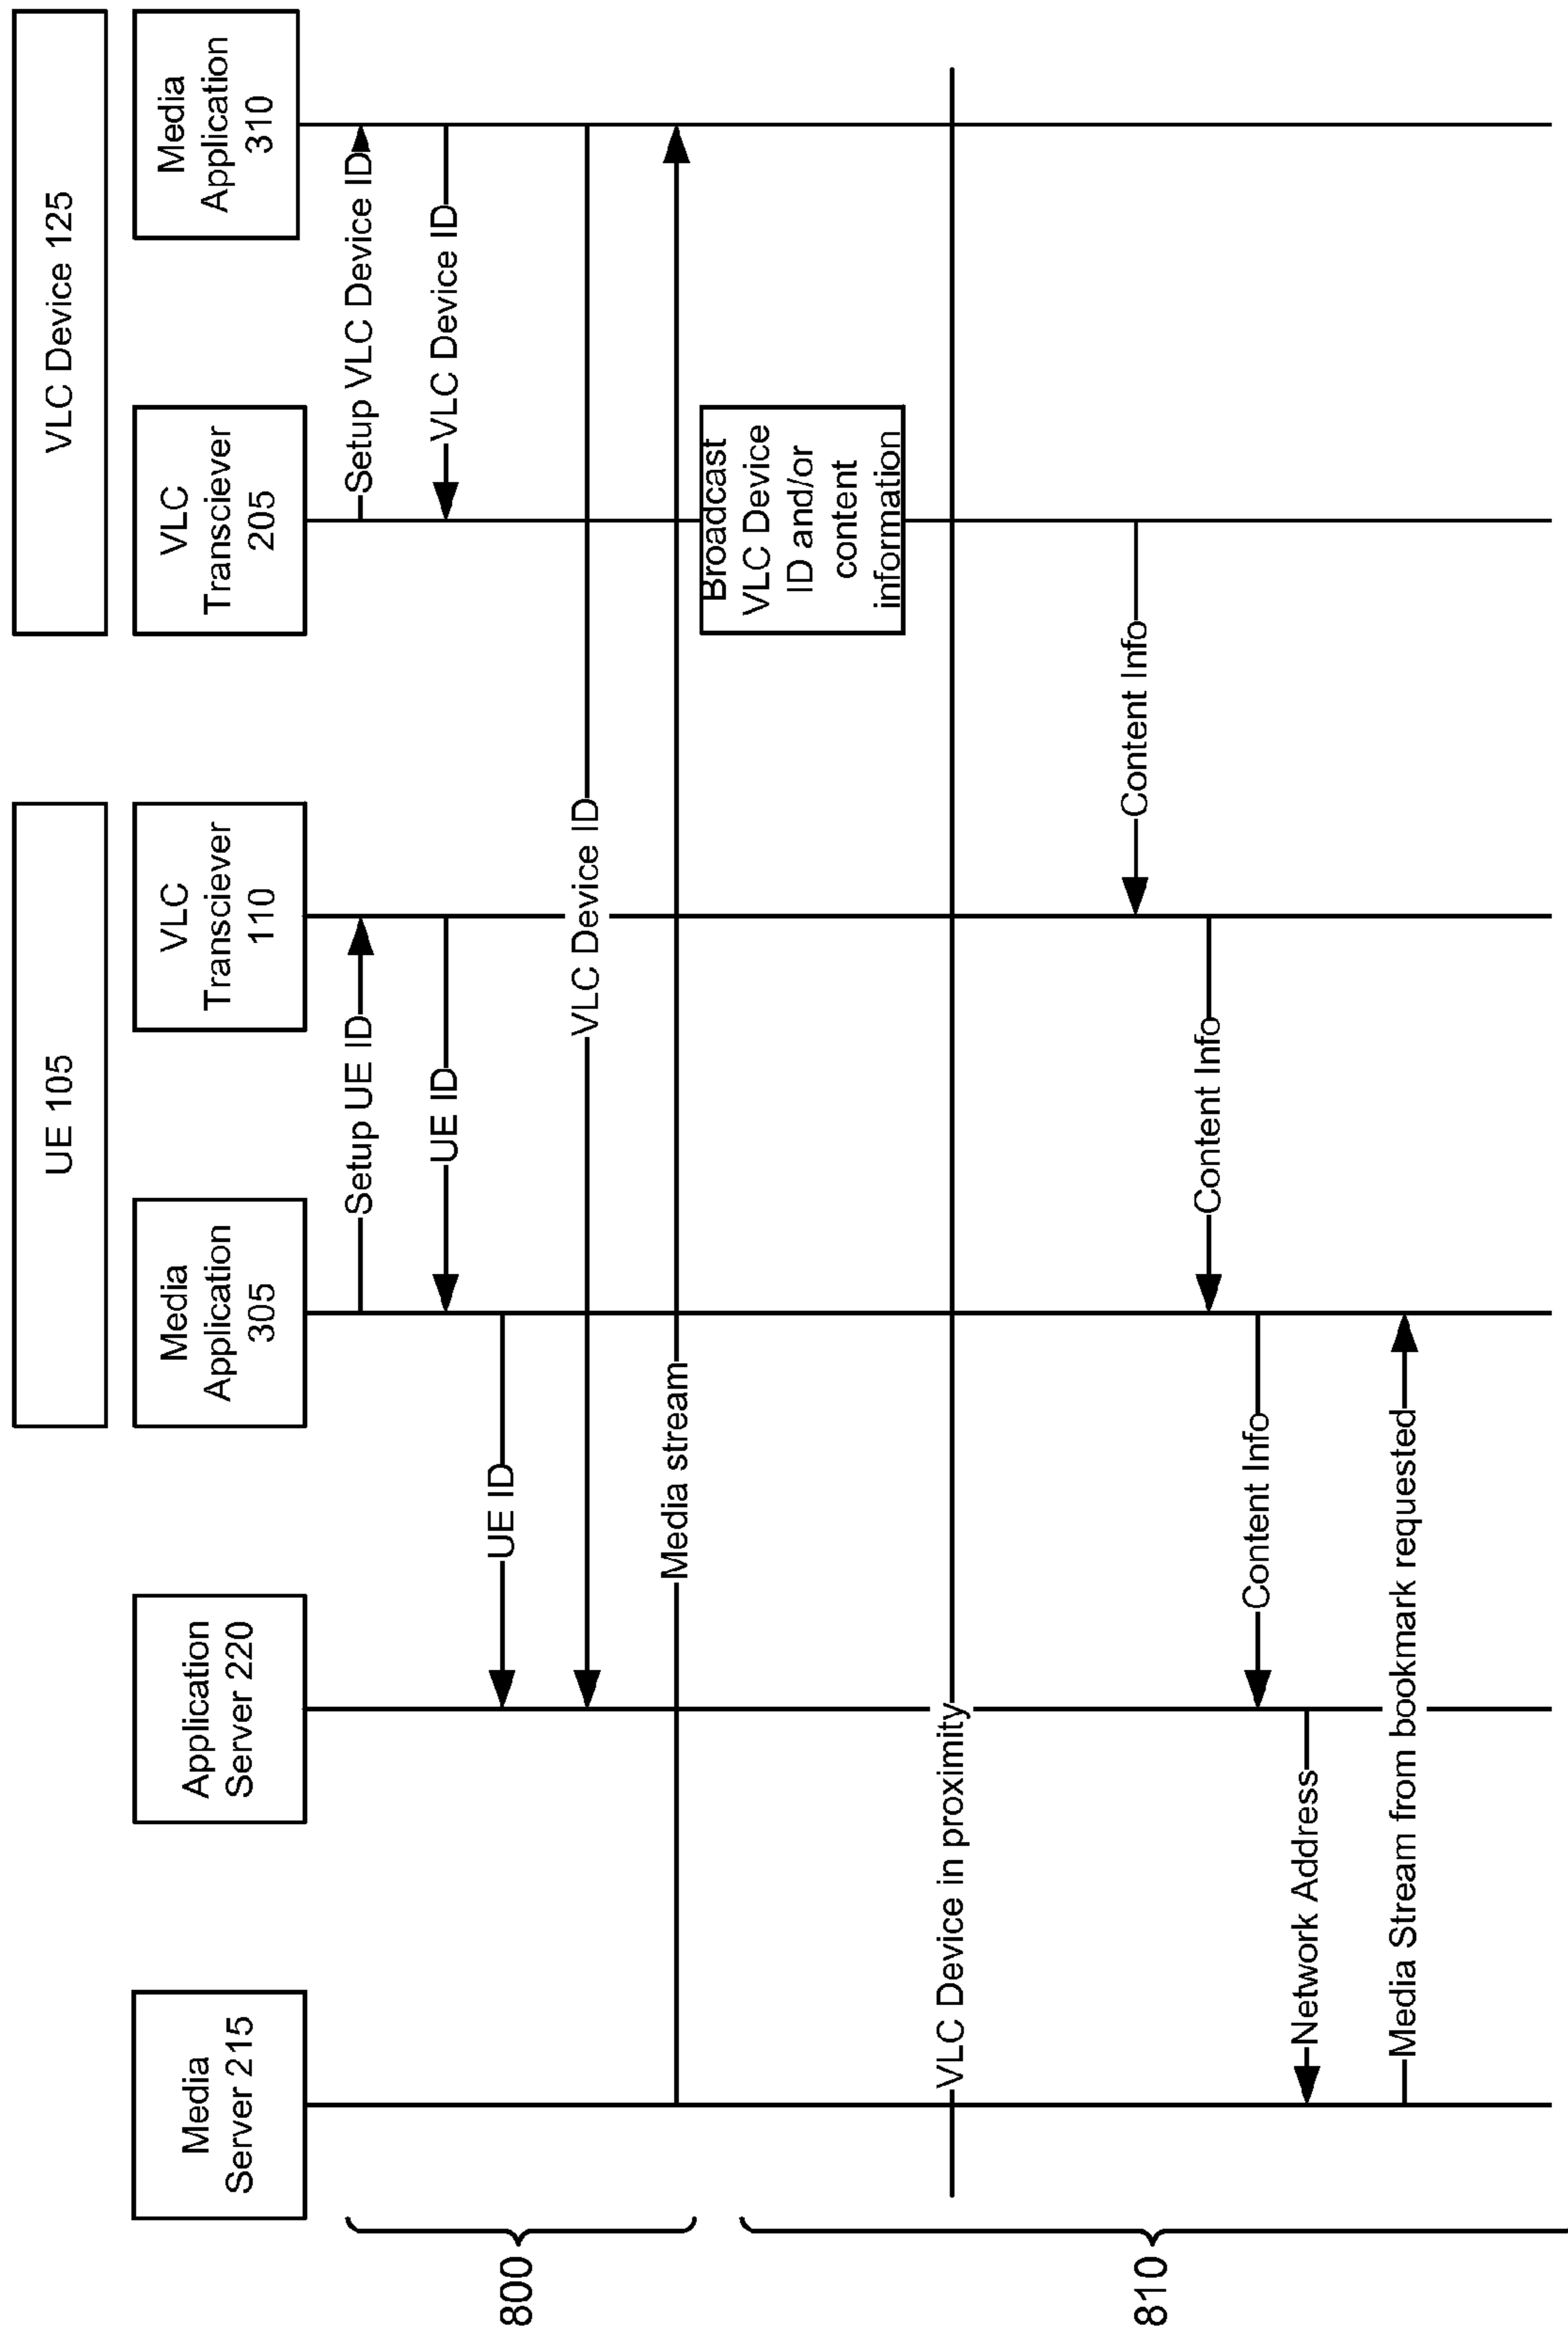 UE 105
VLC Device 125
Media
Server 215
Application
Server 220
Media
Application
305
VLC
Transciever
110
VLC
Transciever
205
Media
Application
310
800
Setup UE ID
Setup VLC Device ID
UE ID
VLC Device ID
UE ID
VLC Device ID
Media stream
810
Broadcast
VLC Device
ID and/or
content
information
VLC Device in proximity
Content Info
Content Info
Content Info
Network Address
Media Stream from bookmark requested